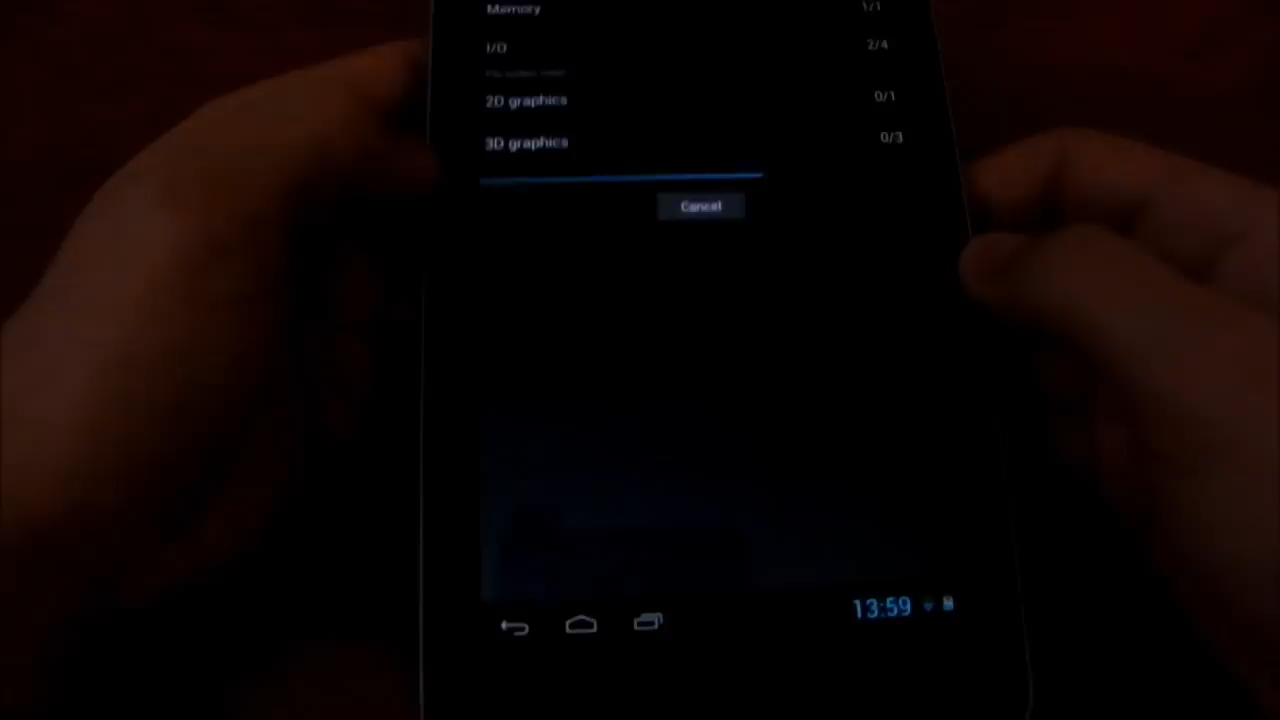 Memory 1/1
I/O 2/4
2D graphics 0/1
3D graphics 0/3
Cancel
13:59